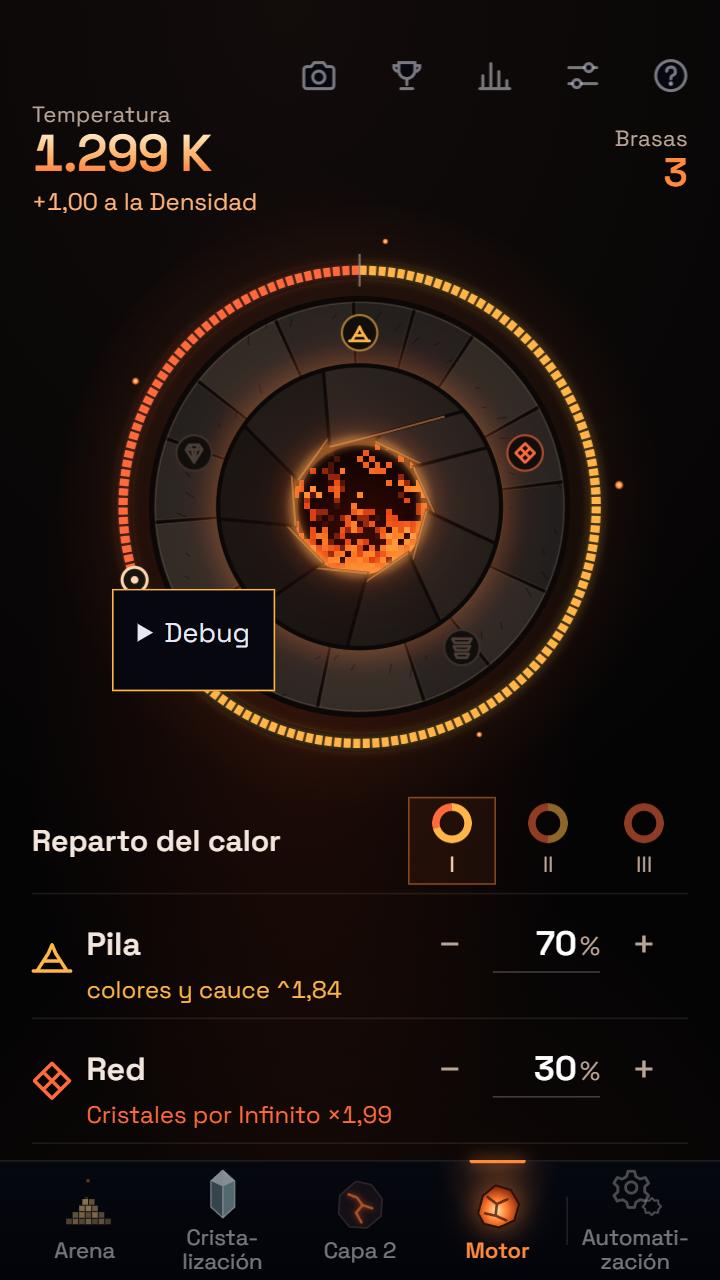 Temperatura
1.299 K
+1,00 a la Densidad
Brasas
3
▶ Debug
Reparto del calor
I
II
III
Pila
− 70% +
colores y cauce ^1,84
Red
− 30% +
Cristales por Infinito ×1,99
Arena
Crista-
lización
Capa 2
Motor
Automati-
zación